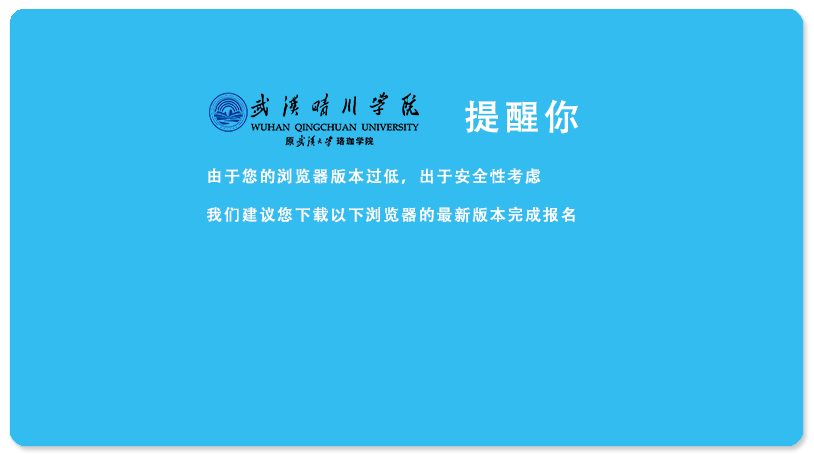 武汉晴川学院
WUHAN QINGCHUAN UNIVERSITY
原武汉大学珞珈学院
提醒你
由于您的浏览器版本过低，出于安全性考虑
我们建议您下载以下浏览器的最新版本完成报名